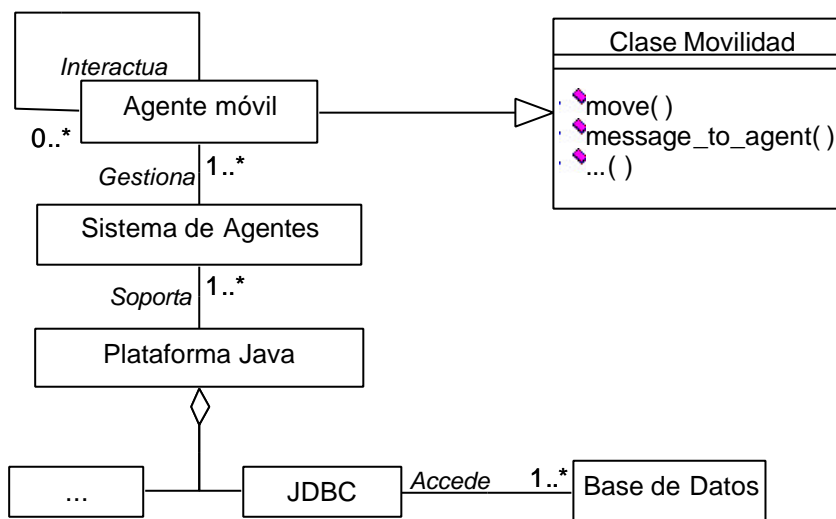 Clase Movilidad
Interactua
Agente móvil
move( )
message_to_agent( )
...( )
0..*
1..*
Gestiona
Sistema de Agentes
1..*
Soporta
Plataforma Java
...
JDBC
Accede
1..*
Base de Datos